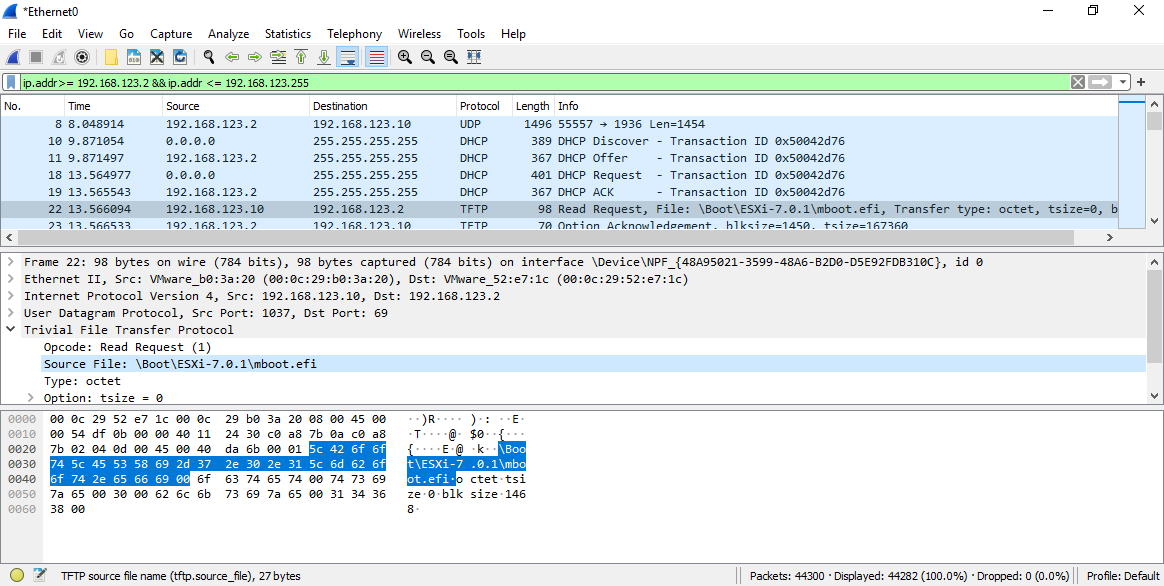 *Ethernet0
File Edit View Go Capture Analyze Statistics Telephony Wireless Tools Help
ip.addr>= 192.168.123.2 && ip.addr <= 192.168.123.255
No. Time Source Destination Protocol Length Info
8 8.048914 192.168.123.2 192.168.123.10 UDP 1496 55557 → 1936 Len=1454
10 9.871054 0.0.0.0 255.255.255.255 DHCP 389 DHCP Discover - Transaction ID 0x50042d76
11 9.871497 192.168.123.2 255.255.255.255 DHCP 367 DHCP Offer - Transaction ID 0x50042d76
18 13.564977 0.0.0.0 255.255.255.255 DHCP 401 DHCP Request - Transaction ID 0x50042d76
19 13.565543 192.168.123.2 255.255.255.255 DHCP 367 DHCP ACK - Transaction ID 0x50042d76
22 13.566094 192.168.123.10 192.168.123.2 TFTP 98 Read Request, File: \Boot\ESXi-7.0.1\mboot.efi, Transfer type: octet, tsize=0, b
23 13.566533 192.168.123.2 192.168.123.10 TFTP 70 Option Acknowledgement, blksize=1450, tsize=167360
Frame 22: 98 bytes on wire (784 bits), 98 bytes captured (784 bits) on interface \Device\NPF_{48A95021-3599-48A6-B2D0-D5E92FDB310C}, id 0
Ethernet II, Src: VMware_b0:3a:20 (00:0c:29:b0:3a:20), Dst: VMware_52:e7:1c (00:0c:29:52:e7:1c)
Internet Protocol Version 4, Src: 192.168.123.10, Dst: 192.168.123.2
User Datagram Protocol, Src Port: 1037, Dst Port: 69
Trivial File Transfer Protocol
Opcode: Read Request (1)
Source File: \Boot\ESXi-7.0.1\mboot.efi
Type: octet
Option: tsize = 0
0000 00 0c 29 52 e7 1c 00 0c 29 b0 3a 20 08 00 45 00 ··)R···· )·: ··E·
0010 00 54 df 0b 00 00 40 11 24 30 c0 a8 7b 0a c0 a8 ·T····@· $0··{···
0020 7b 02 04 0d 00 45 00 40 da 6b 00 01 5c 42 6f 6f {····E·@ ·k··\Boo
0030 74 5c 45 53 58 69 2d 37 2e 30 2e 31 5c 6d 62 6f t\ESXi-7 .0.1\mbo
0040 6f 74 2e 65 66 69 00 6f 63 74 65 74 00 74 73 69 ot.efi·o ctet·tsi
0050 7a 65 00 30 00 62 6c 6b 73 69 7a 65 00 31 34 36 ze·0·blk size·146
0060 38 00 8·
TFTP source file name (tftp.source_file), 27 bytes Packets: 44300 · Displayed: 44282 (100.0%) · Dropped: 0 (0.0%) Profile: Default